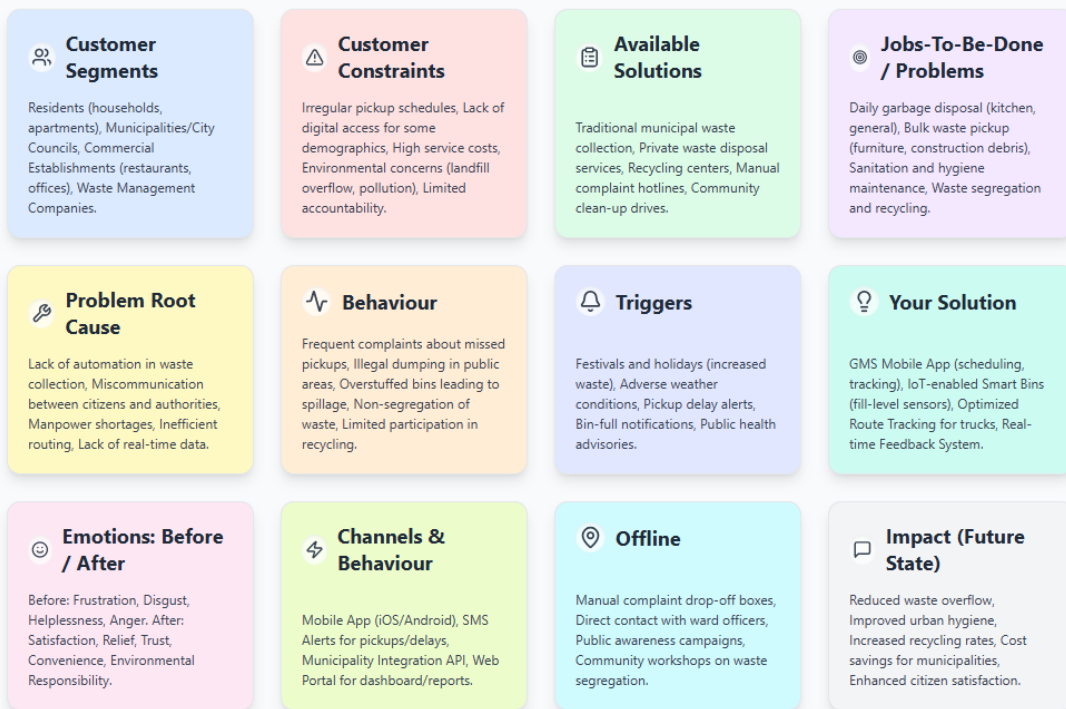 Customer
Segments
Residents (households,
apartments), Municipalities/City
Councils, Commercial
Establishments (restaurants,
offices), Waste Management
Companies.
Customer
Constraints
Irregular pickup schedules, Lack of
digital access for some
demographics, High service costs,
Environmental concerns (landfill
overflow, pollution), Limited
accountability.
Available
Solutions
Traditional municipal waste
collection, Private waste disposal
services, Recycling centers, Manual
complaint hotlines, Community
clean-up drives.
Jobs-To-Be-Done
/ Problems
Daily garbage disposal (kitchen,
general), Bulk waste pickup
(furniture, construction debris),
Sanitation and hygiene
maintenance, Waste segregation
and recycling.
Problem Root
Cause
Lack of automation in waste
collection, Miscommunication
between citizens and authorities,
Manpower shortages, Inefficient
routing, Lack of real-time data.
Behaviour
Frequent complaints about missed
pickups, Illegal dumping in public
areas, Overstuffed bins leading to
spillage, Non-segregation of
waste, Limited participation in
recycling.
Triggers
Festivals and holidays (increased
waste), Adverse weather
conditions, Pickup delay alerts,
Bin-full notifications, Public health
advisories.
Your Solution
GMS Mobile App (scheduling,
tracking), IoT-enabled Smart Bins
(fill-level sensors), Optimized
Route Tracking for trucks, Real-
time Feedback System.
Emotions: Before
/ After
Before: Frustration, Disgust,
Helplessness, Anger. After:
Satisfaction, Relief, Trust,
Convenience, Environmental
Responsibility.
Channels &
Behaviour
Mobile App (iOS/Android), SMS
Alerts for pickups/delays,
Municipality Integration API, Web
Portal for dashboard/reports.
Offline
Manual complaint drop-off boxes,
Direct contact with ward officers,
Public awareness campaigns,
Community workshops on waste
segregation.
Impact (Future
State)
Reduced waste overflow,
Improved urban hygiene,
Increased recycling rates, Cost
savings for municipalities,
Enhanced citizen satisfaction.